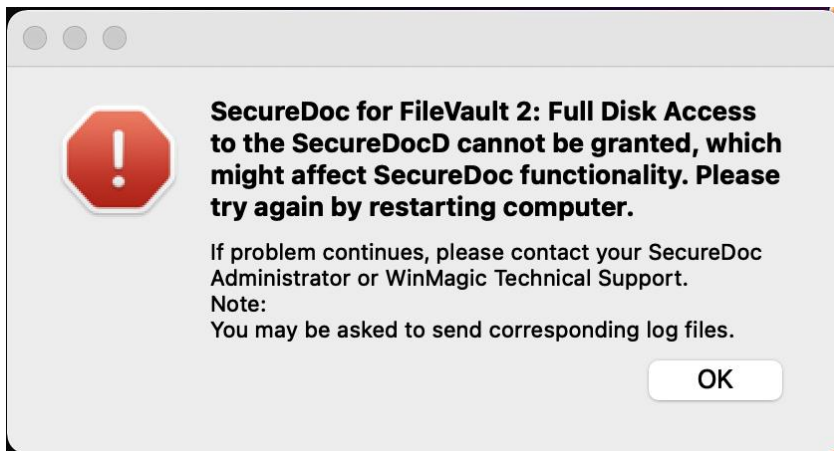 SecureDoc for FileVault 2: Full Disk Access
to the SecureDocD cannot be granted, which
might affect SecureDoc functionality. Please
try again by restarting computer.
If problem continues, please contact your SecureDoc
Administrator or WinMagic Technical Support.
Note:
You may be asked to send corresponding log files.
OK